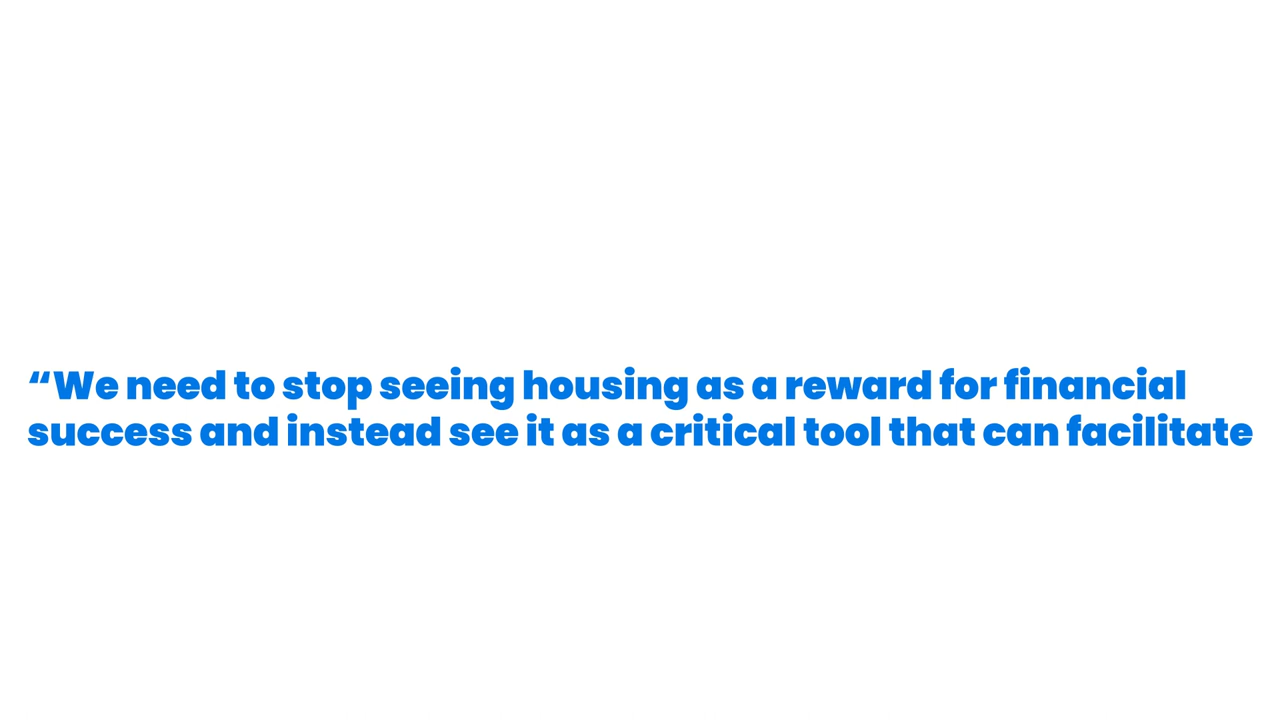 “We need to stop seeing housing as a reward for financial
success and instead see it as a critical tool that can facilitate